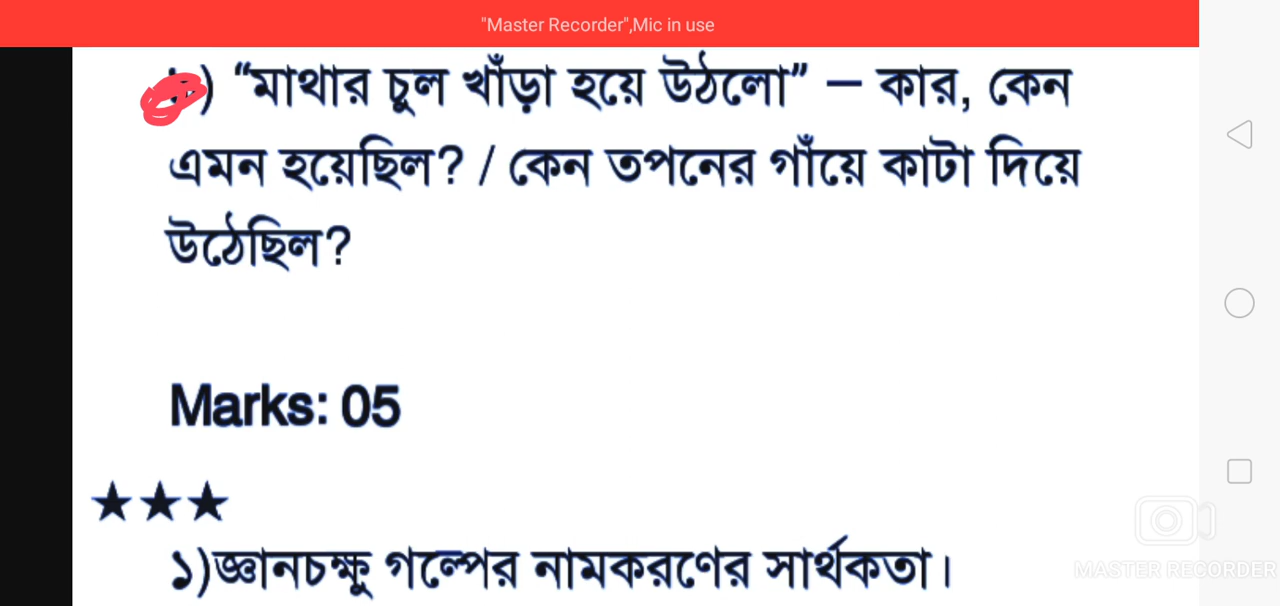 "Master Recorder",Mic in use
) “মাথার চুল খাঁড়া হয়ে উঠলো” – কার, কেন
এমন হয়েছিল? / কেন তপনের গাঁয়ে কাটা দিয়ে
উঠেছিল?
Marks: 05
★★★
১)জ্ঞানচক্ষু গল্পের নামকরণের সার্থকতা।
MASTER RECORDER